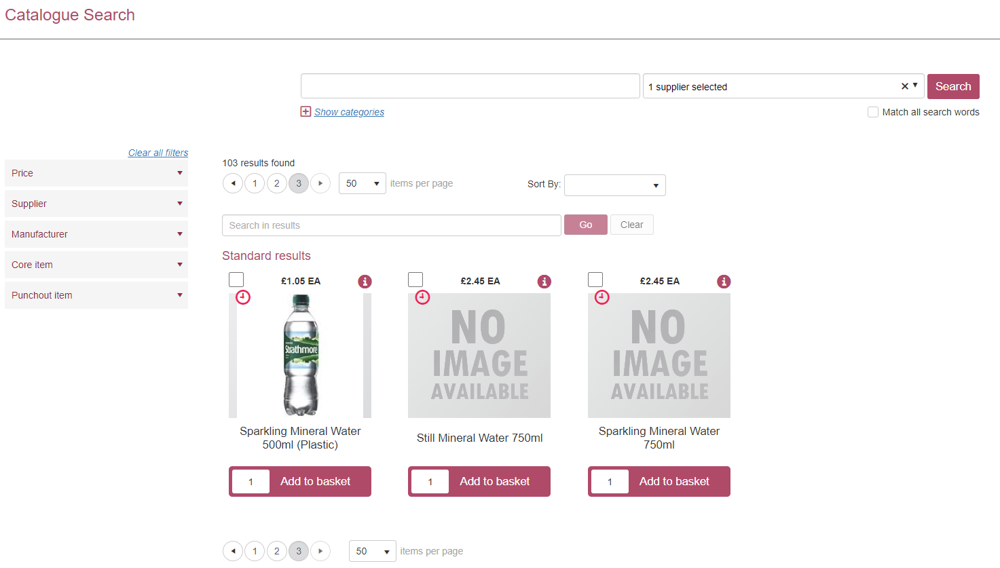 Catalogue Search
1 supplier selected
Search
Show categories
Match all search words
Clear all filters
Price
Supplier
Manufacturer
Core item
Punchout item
103 results found
1 2 3
50
items per page
Sort By:
Search in results
Go
Clear
Standard results
£1.05 EA
Strathmore
Sparkling Mineral Water
500ml (Plastic)
1
Add to basket
£2.45 EA
NO
IMAGE
AVAILABLE
Still Mineral Water 750ml
1
Add to basket
£2.45 EA
NO
IMAGE
AVAILABLE
Sparkling Mineral Water
750ml
1
Add to basket
1 2 3
50
items per page